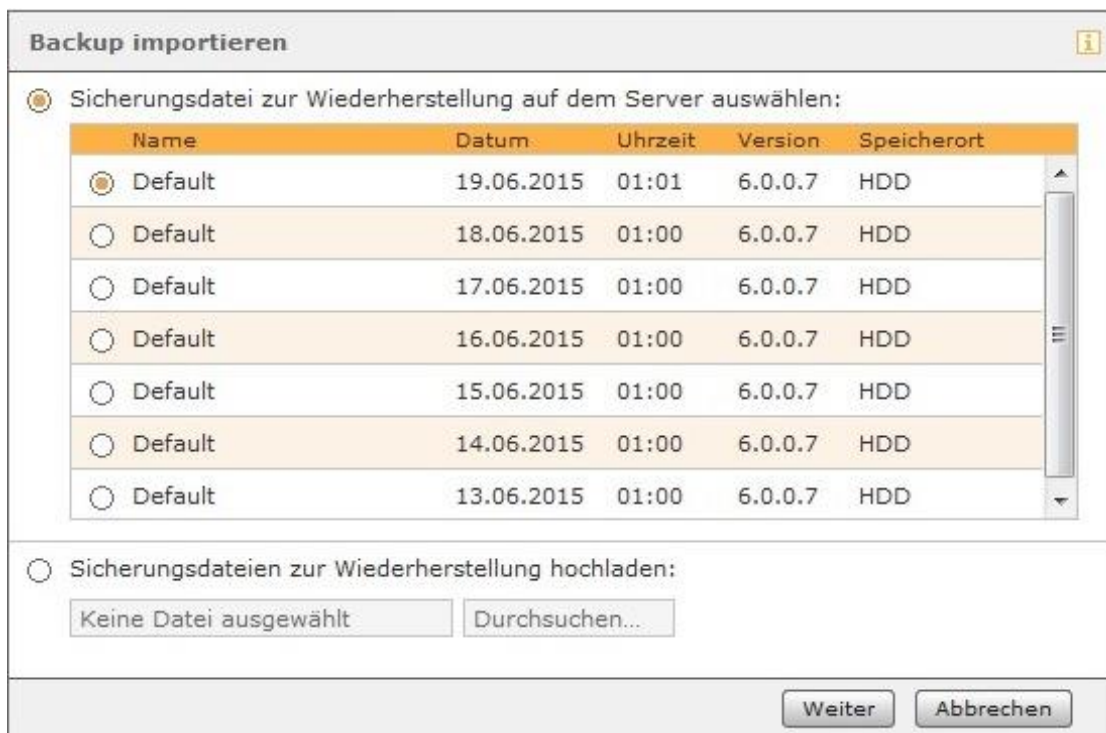 Backup importieren
Sicherungsdatei zur Wiederherstellung auf dem Server auswählen:
Name Datum Uhrzeit Version Speicherort
Default 19.06.2015 01:01 6.0.0.7 HDD
Default 18.06.2015 01:00 6.0.0.7 HDD
Default 17.06.2015 01:00 6.0.0.7 HDD
Default 16.06.2015 01:00 6.0.0.7 HDD
Default 15.06.2015 01:00 6.0.0.7 HDD
Default 14.06.2015 01:00 6.0.0.7 HDD
Default 13.06.2015 01:00 6.0.0.7 HDD
Sicherungsdateien zur Wiederherstellung hochladen:
Keine Datei ausgewählt Durchsuchen...
Weiter Abbrechen